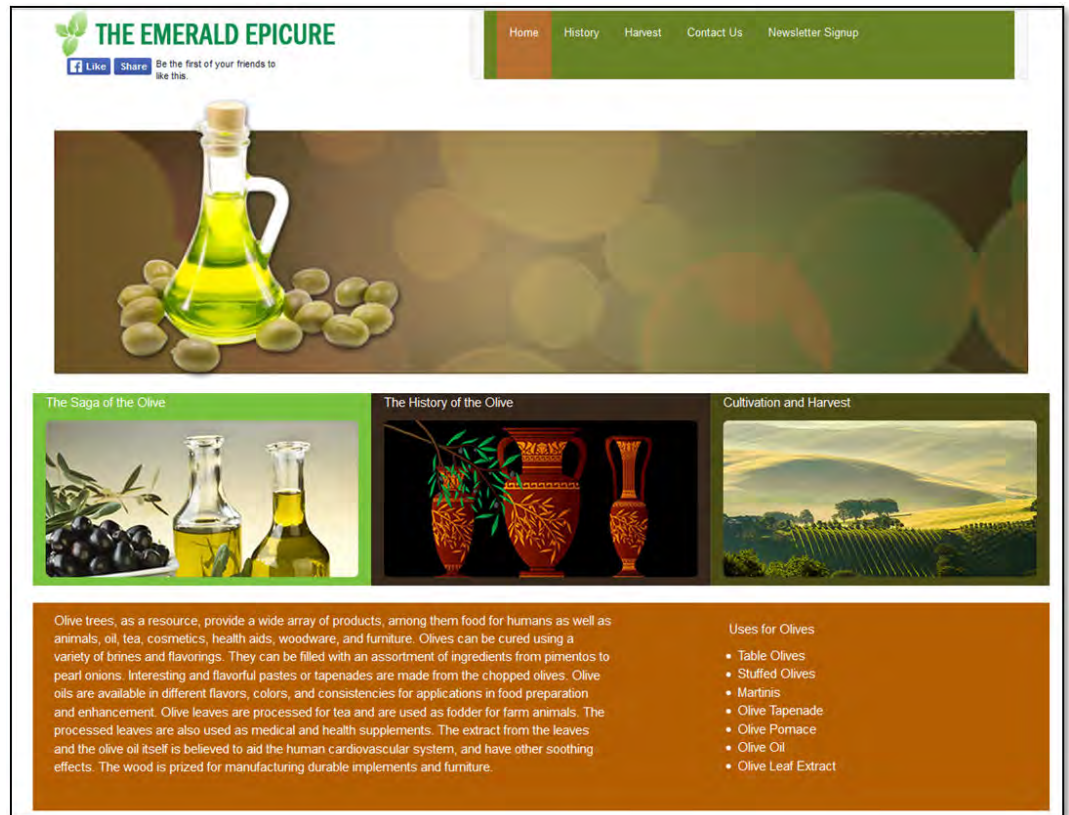 THE EMERALD EPICURE
Like Share Be the first of your friends to
like this.
Home History Harvest Contact Us Newsletter Signup
The Saga of the Olive
The History of the Olive
Cultivation and Harvest
Olive trees, as a resource, provide a wide array of products, among them food for humans as well as
animals, oil, tea, cosmetics, health aids, woodware, and furniture. Olives can be cured using a
variety of brines and flavorings. They can be filled with an assortment of ingredients from pimentos to
pearl onions. Interesting and flavorful pastes or tapenades are made from the chopped olives. Olive
oils are available in different flavors, colors, and consistencies for applications in food preparation
and enhancement. Olive leaves are processed for tea and are used as fodder for farm animals. The
processed leaves are also used as medical and health supplements. The extract from the leaves
and the olive oil itself is believed to aid the human cardiovascular system, and have other soothing
effects. The wood is prized for manufacturing durable implements and furniture.
Uses for Olives
• Table Olives
• Stuffed Olives
• Martinis
• Olive Tapenade
• Olive Pomace
• Olive Oil
• Olive Leaf Extract